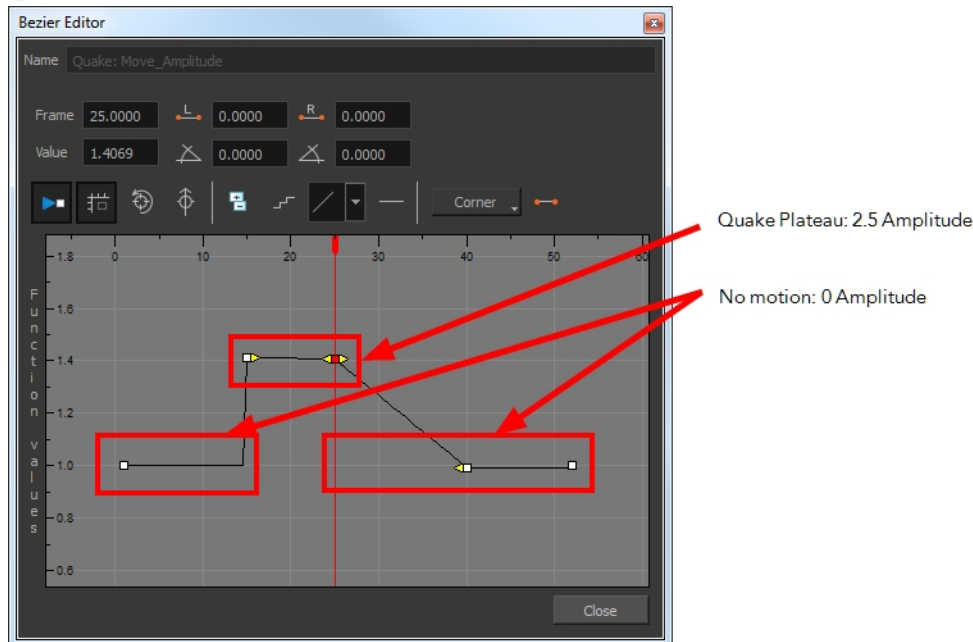 Bezier Editor
Name Quake: Move_Amplitude
Frame 25.0000 L 0.0000 R 0.0000
Value 1.4069 0.0000 0.0000
Corner
Quake Plateau: 2.5 Amplitude
No motion: 0 Amplitude
1.8 0 10 20 30 40 50 60
Function values
1.6
1.4
1.2
1.0
0.8
0.6
Close